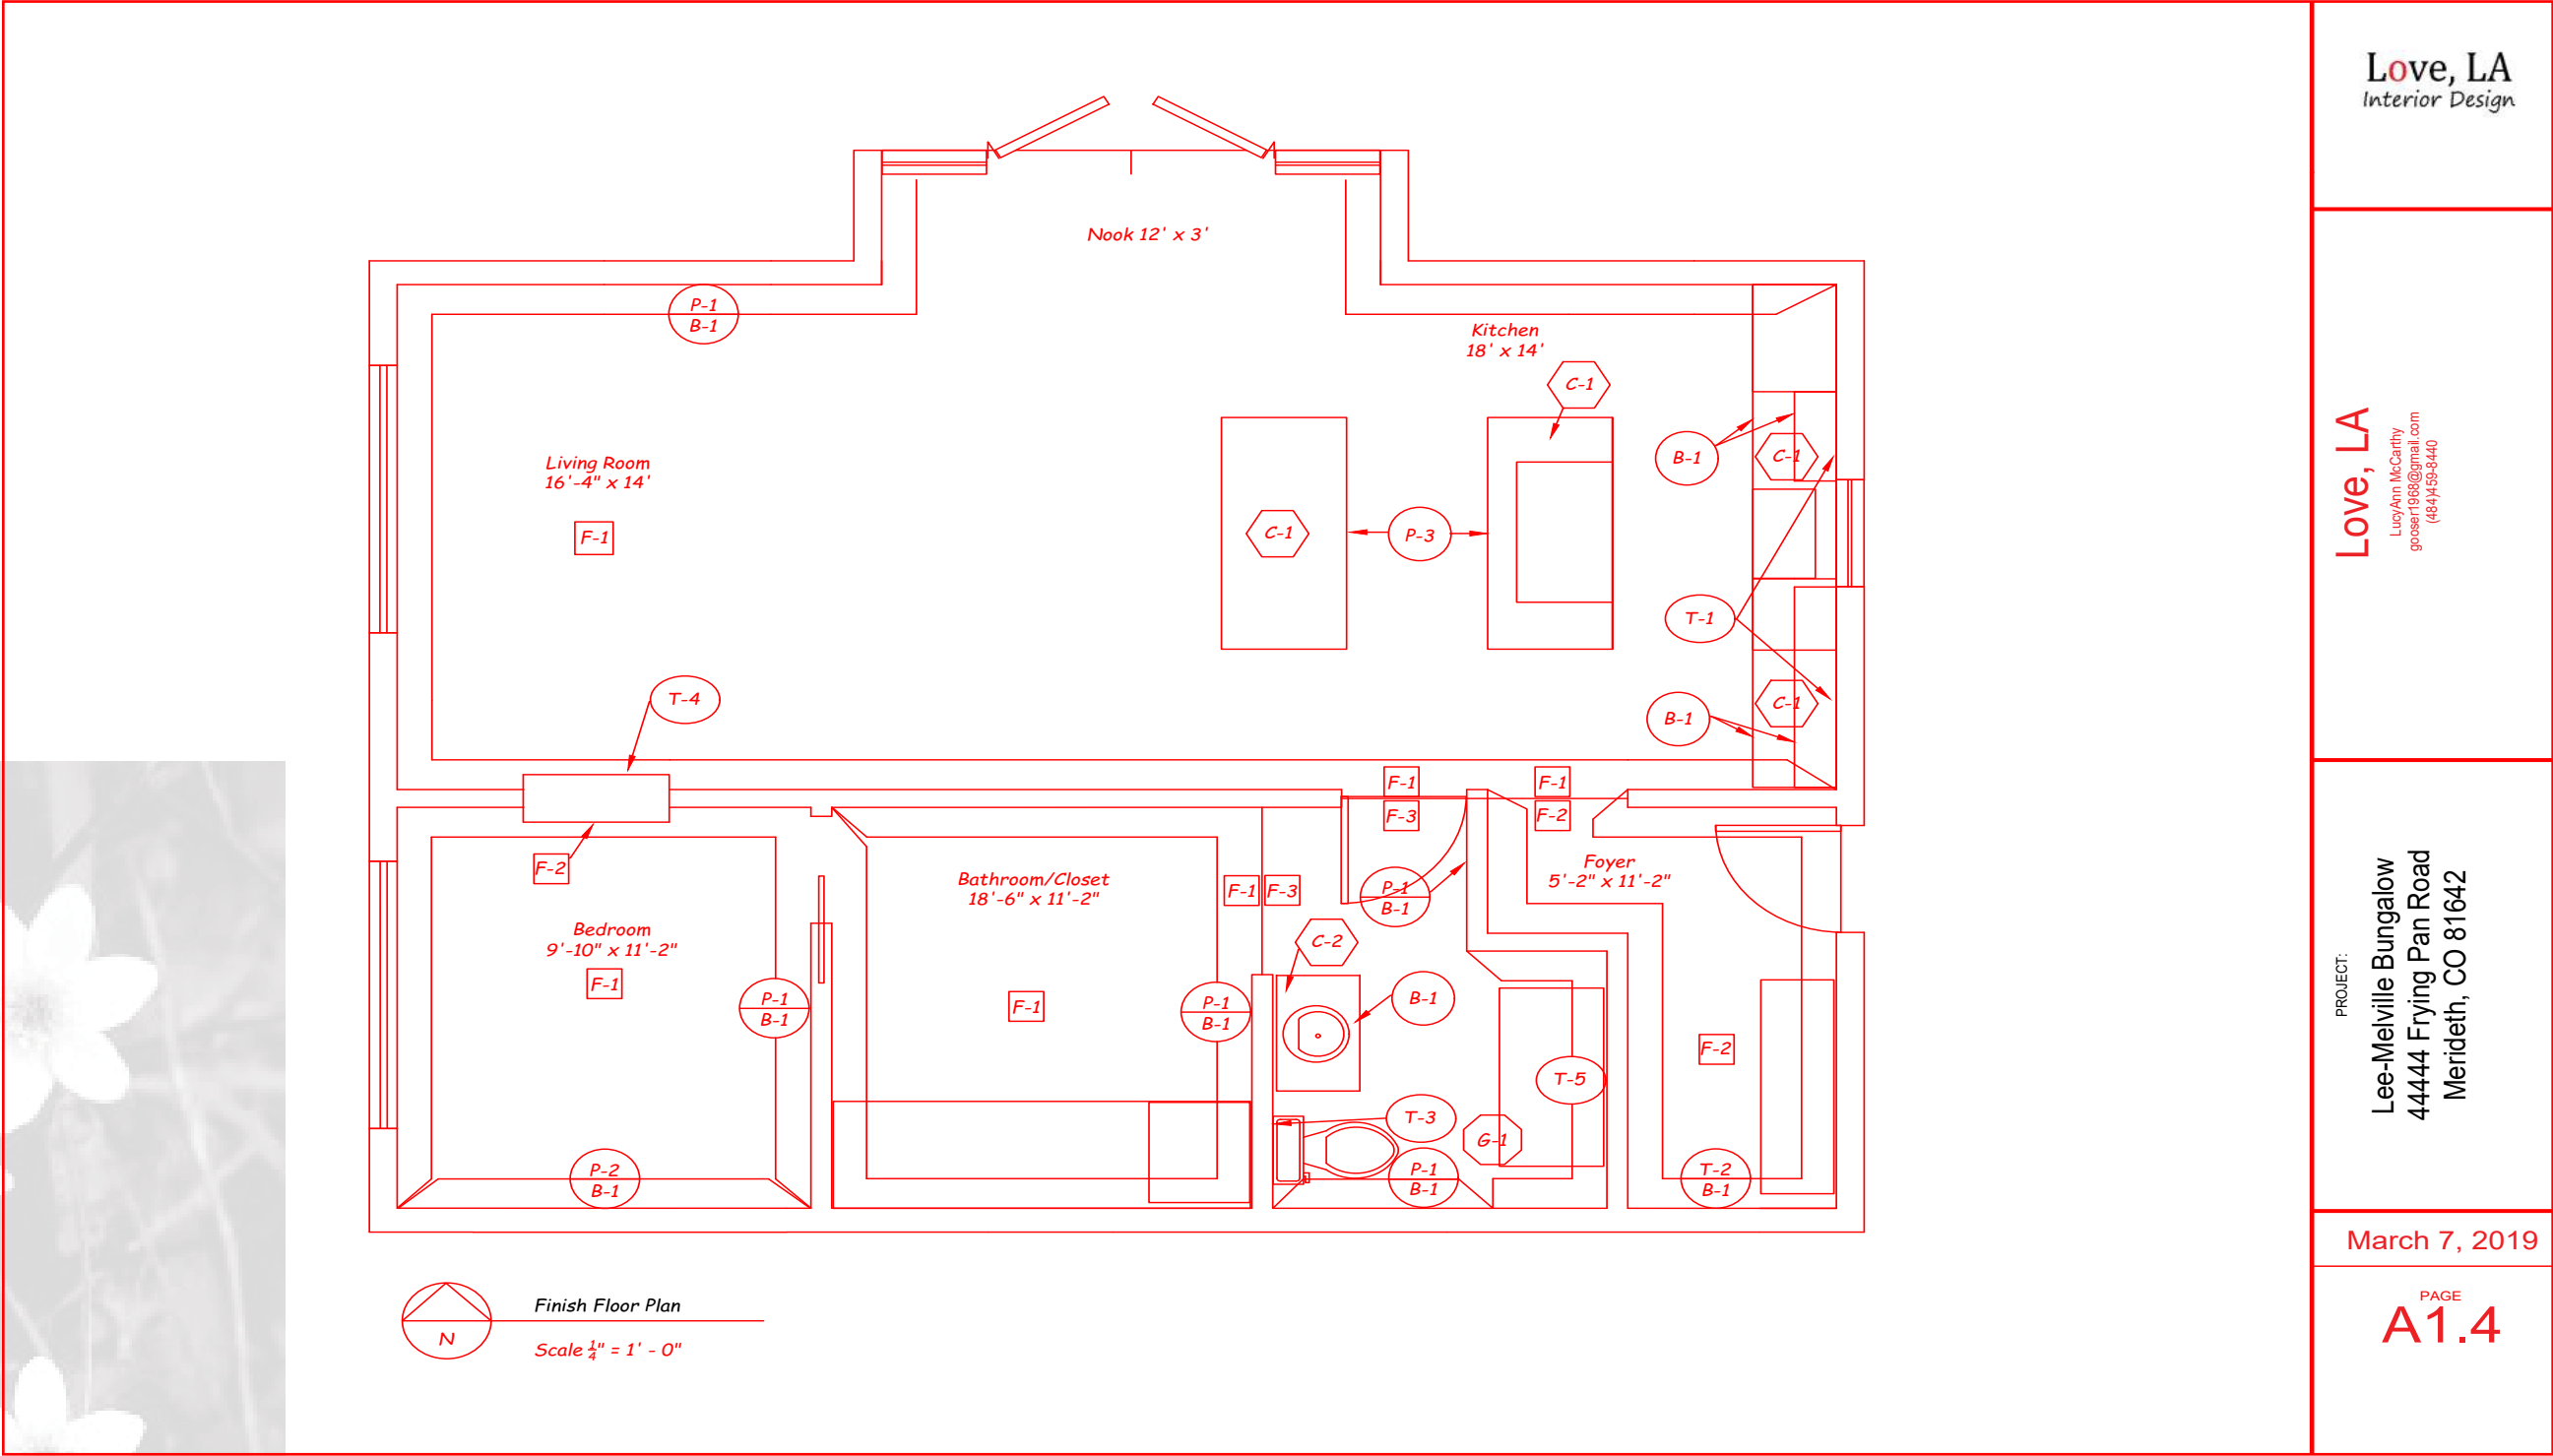 Love, LA
Interior Design
Nook 12' x 3'
P-1
B-1
Kitchen
18' x 14'
C-1
B-1
C-1
Living Room
16'-4" x 14'
F-1
C-1
P-3
T-1
T-4
C-1
B-1
F-1
F-3
F-1
F-2
F-2
Bedroom
9'-10" x 11'-2"
F-1
P-1
B-1
P-2
B-1
Bathroom/Closet
18'-6" x 11'-2"
F-1
P-1
B-1
F-1
F-3
P-1
B-1
C-2
B-1
T-5
T-3
G-1
P-1
B-1
Foyer
5'-2" x 11'-2"
F-2
T-2
B-1
N
Finish Floor Plan
Scale ¼" = 1' - 0"
Love, LA
LucyAnn McCarthy
gooser1968@gmail.com
(484)459-8440
PROJECT:
Lee-Melville Bungalow
44444 Frying Pan Road
Merideth, CO 81642
March 7, 2019
PAGE
A1.4